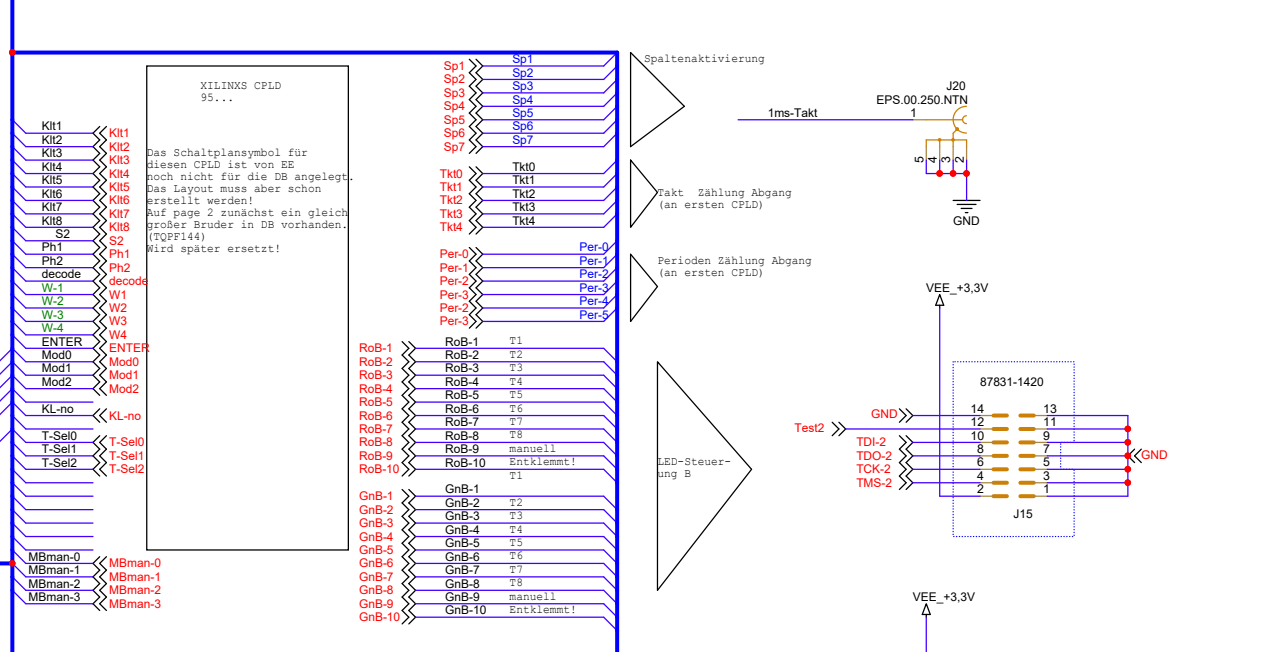 XILINXS CPLD
95...
Das Schaltplansymbol für
diesen CPLD ist von EE
noch nicht für die DB angelegt.
Das Layout muss aber schon
erstellt werden!
Auf page 2 zunächst ein gleich
großer Bruder in DB vorhanden.
(TQPF144)
Wird später ersetzt!
Klt1 Klt1
Klt2 Klt2
Klt3 Klt3
Klt4 Klt4
Klt5 Klt5
Klt6 Klt6
Klt7 Klt7
Klt8 Klt8
S2 S2
Ph1 Ph1
Ph2 Ph2
decode decode
W-1 W1
W-2 W2
W-3 W3
W-4 W4
ENTER ENTER
Mod0 Mod0
Mod1 Mod1
Mod2 Mod2
KL-no KL-no
T-Sel0 T-Sel0
T-Sel1 T-Sel1
T-Sel2 T-Sel2
MBman-0 MBman-0
MBman-1 MBman-1
MBman-2 MBman-2
MBman-3 MBman-3
Sp1 Sp1
Sp2 Sp2
Sp3 Sp3
Sp4 Sp4
Sp5 Sp5
Sp6 Sp6
Sp7 Sp7
Tkt0 Tkt0
Tkt1 Tkt1
Tkt2 Tkt2
Tkt3 Tkt3
Tkt4 Tkt4
Per-0 Per-0
Per-1 Per-1
Per-2 Per-2
Per-3 Per-3
Per-2 Per-4
Per-3 Per-5
RoB-1 RoB-1 T1
RoB-2 RoB-2 T2
RoB-3 RoB-3 T3
RoB-4 RoB-4 T4
RoB-5 RoB-5 T5
RoB-6 RoB-6 T6
RoB-7 RoB-7 T7
RoB-8 RoB-8 T8
RoB-9 RoB-9 manuell
RoB-10 RoB-10 Entklemmt!
T1
GnB-1 GnB-1
GnB-2 GnB-2 T2
GnB-3 GnB-3 T3
GnB-4 GnB-4 T4
GnB-5 GnB-5 T5
GnB-6 GnB-6 T6
GnB-7 GnB-7 T7
GnB-8 GnB-8 T8
GnB-9 GnB-9 manuell
GnB-10 GnB-10 Entklemmt!
Spaltenaktivierung
Takt Zählung Abgang
(an ersten CPLD)
Perioden Zählung Abgang
(an ersten CPLD)
LED-Steuer-
ung B
J20
EPS.00.250.NTN
1ms-Takt 1
5 4 3 2
GND
VEE_+3,3V
87831-1420
GND 14 13
Test2 12 11
TDI-2 10 9
TDO-2 8 7 GND
TCK-2 6 5
TMS-2 4 3
2 1
J15
VEE_+3,3V